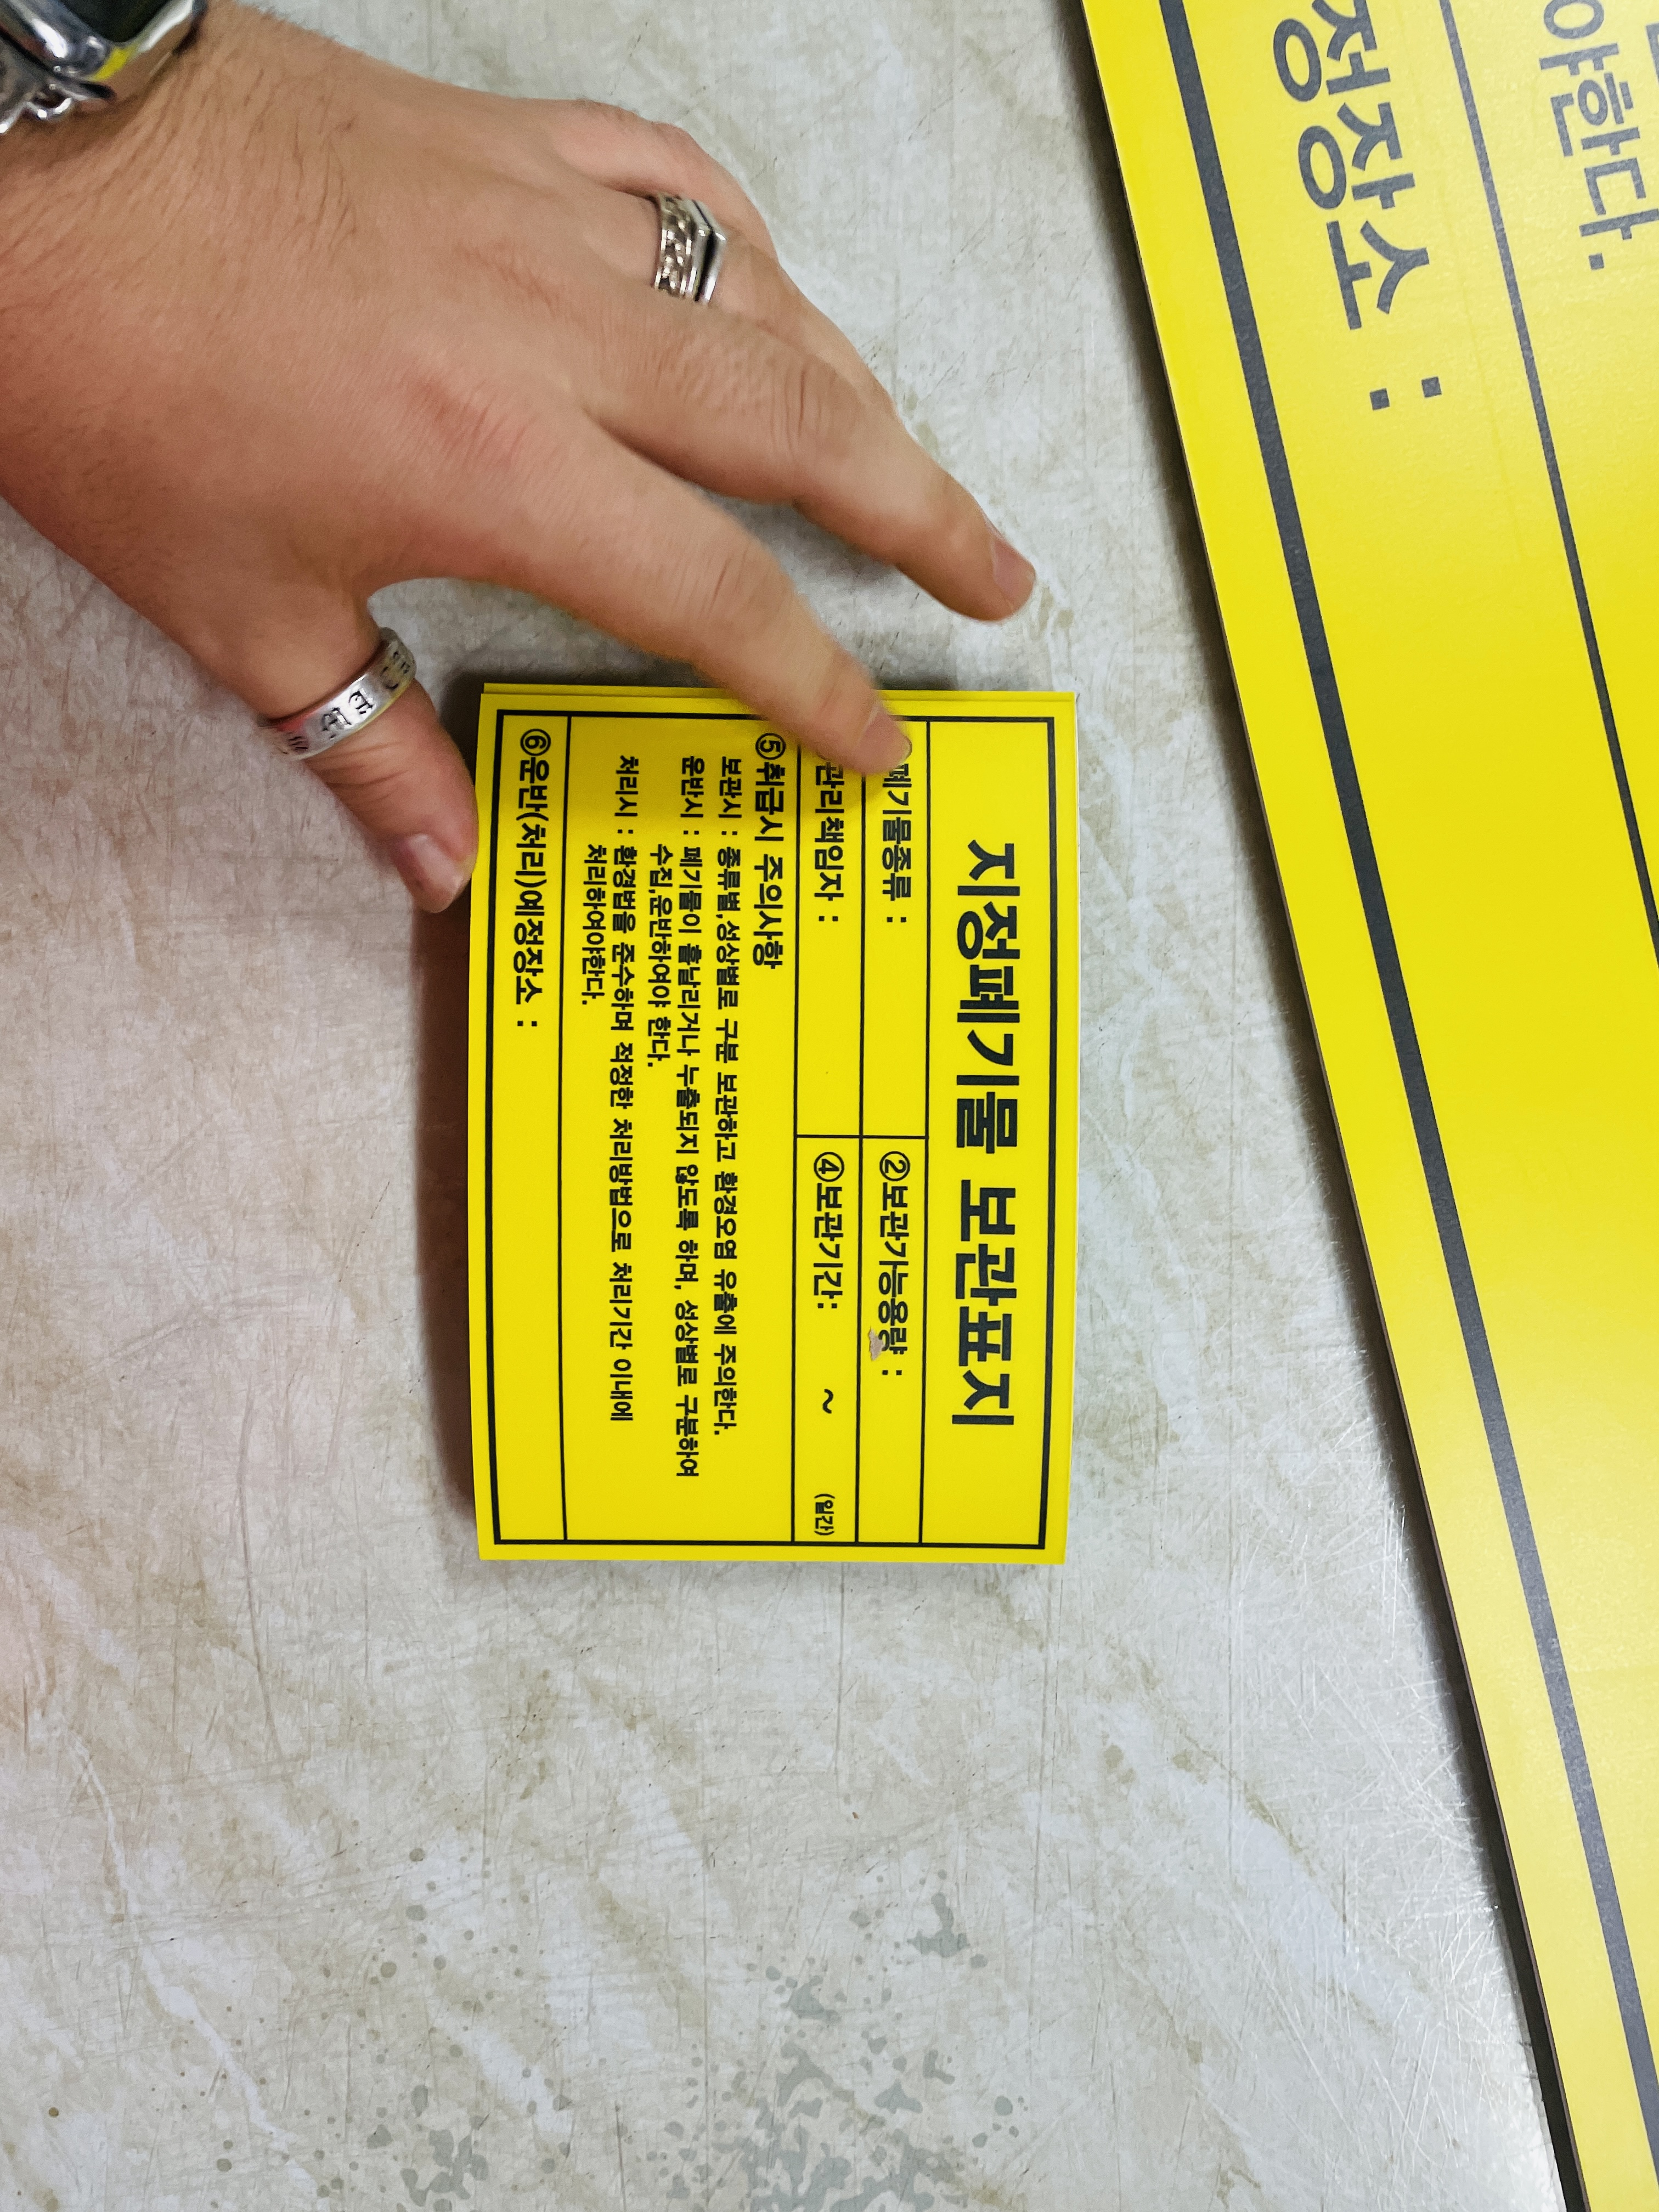 지정폐기물 보관표지
폐기물종류 :
②보관가능용량 :
관리책임자 :
④보관기간: ~ (일간)
⑤취급시 주의사항
보관시 : 종류별,성상별로 구분 보관하고 환경오염 유출에 주의한다.
운반시 : 폐기물이 흩날리거나 누출되지 않도록 하며, 성상별로 구분하여
수집,운반하여야 한다.
처리시 : 환경법을 준수하며 적정한 처리방법으로 처리기간 이내에
처리하여야한다.
⑥운반(처리)예정장소 :
야한다.
정장소 :